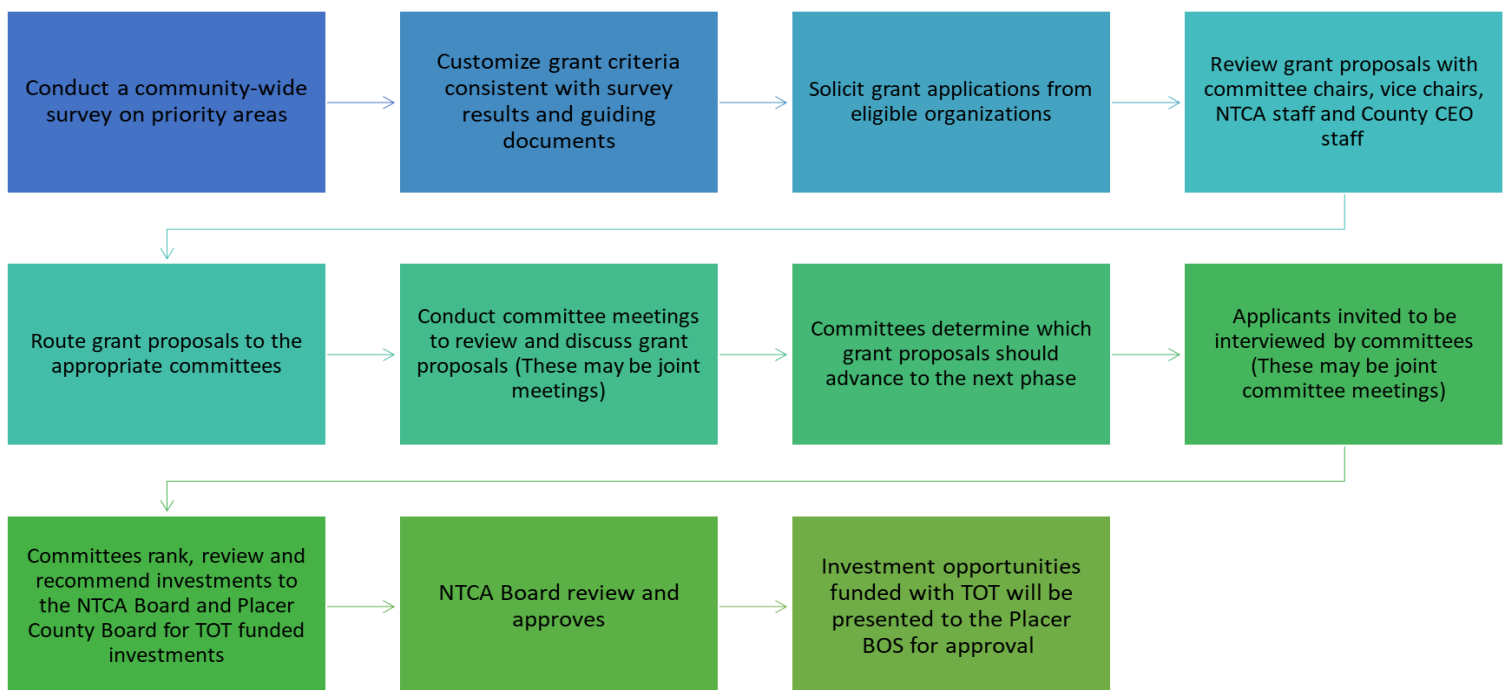 Conduct a community-wide
survey on priority areas
Customize grant criteria
consistent with survey
results and guiding
documents
Solicit grant applications from
eligible organizations
Review grant proposals with
committee chairs, vice chairs,
NTCA staff and County CEO
staff
Route grant proposals to the
appropriate committees
Conduct committee meetings
to review and discuss grant
proposals (These may be joint
meetings)
Committees determine which
grant proposals should
advance to the next phase
Applicants invited to be
interviewed by committees
(These may be joint
committee meetings)
Committees rank, review and
recommend investments to
the NTCA Board and Placer
County Board for TOT funded
investments
NTCA Board review and
approves
Investment opportunities
funded with TOT will be
presented to the Placer
BOS for approval